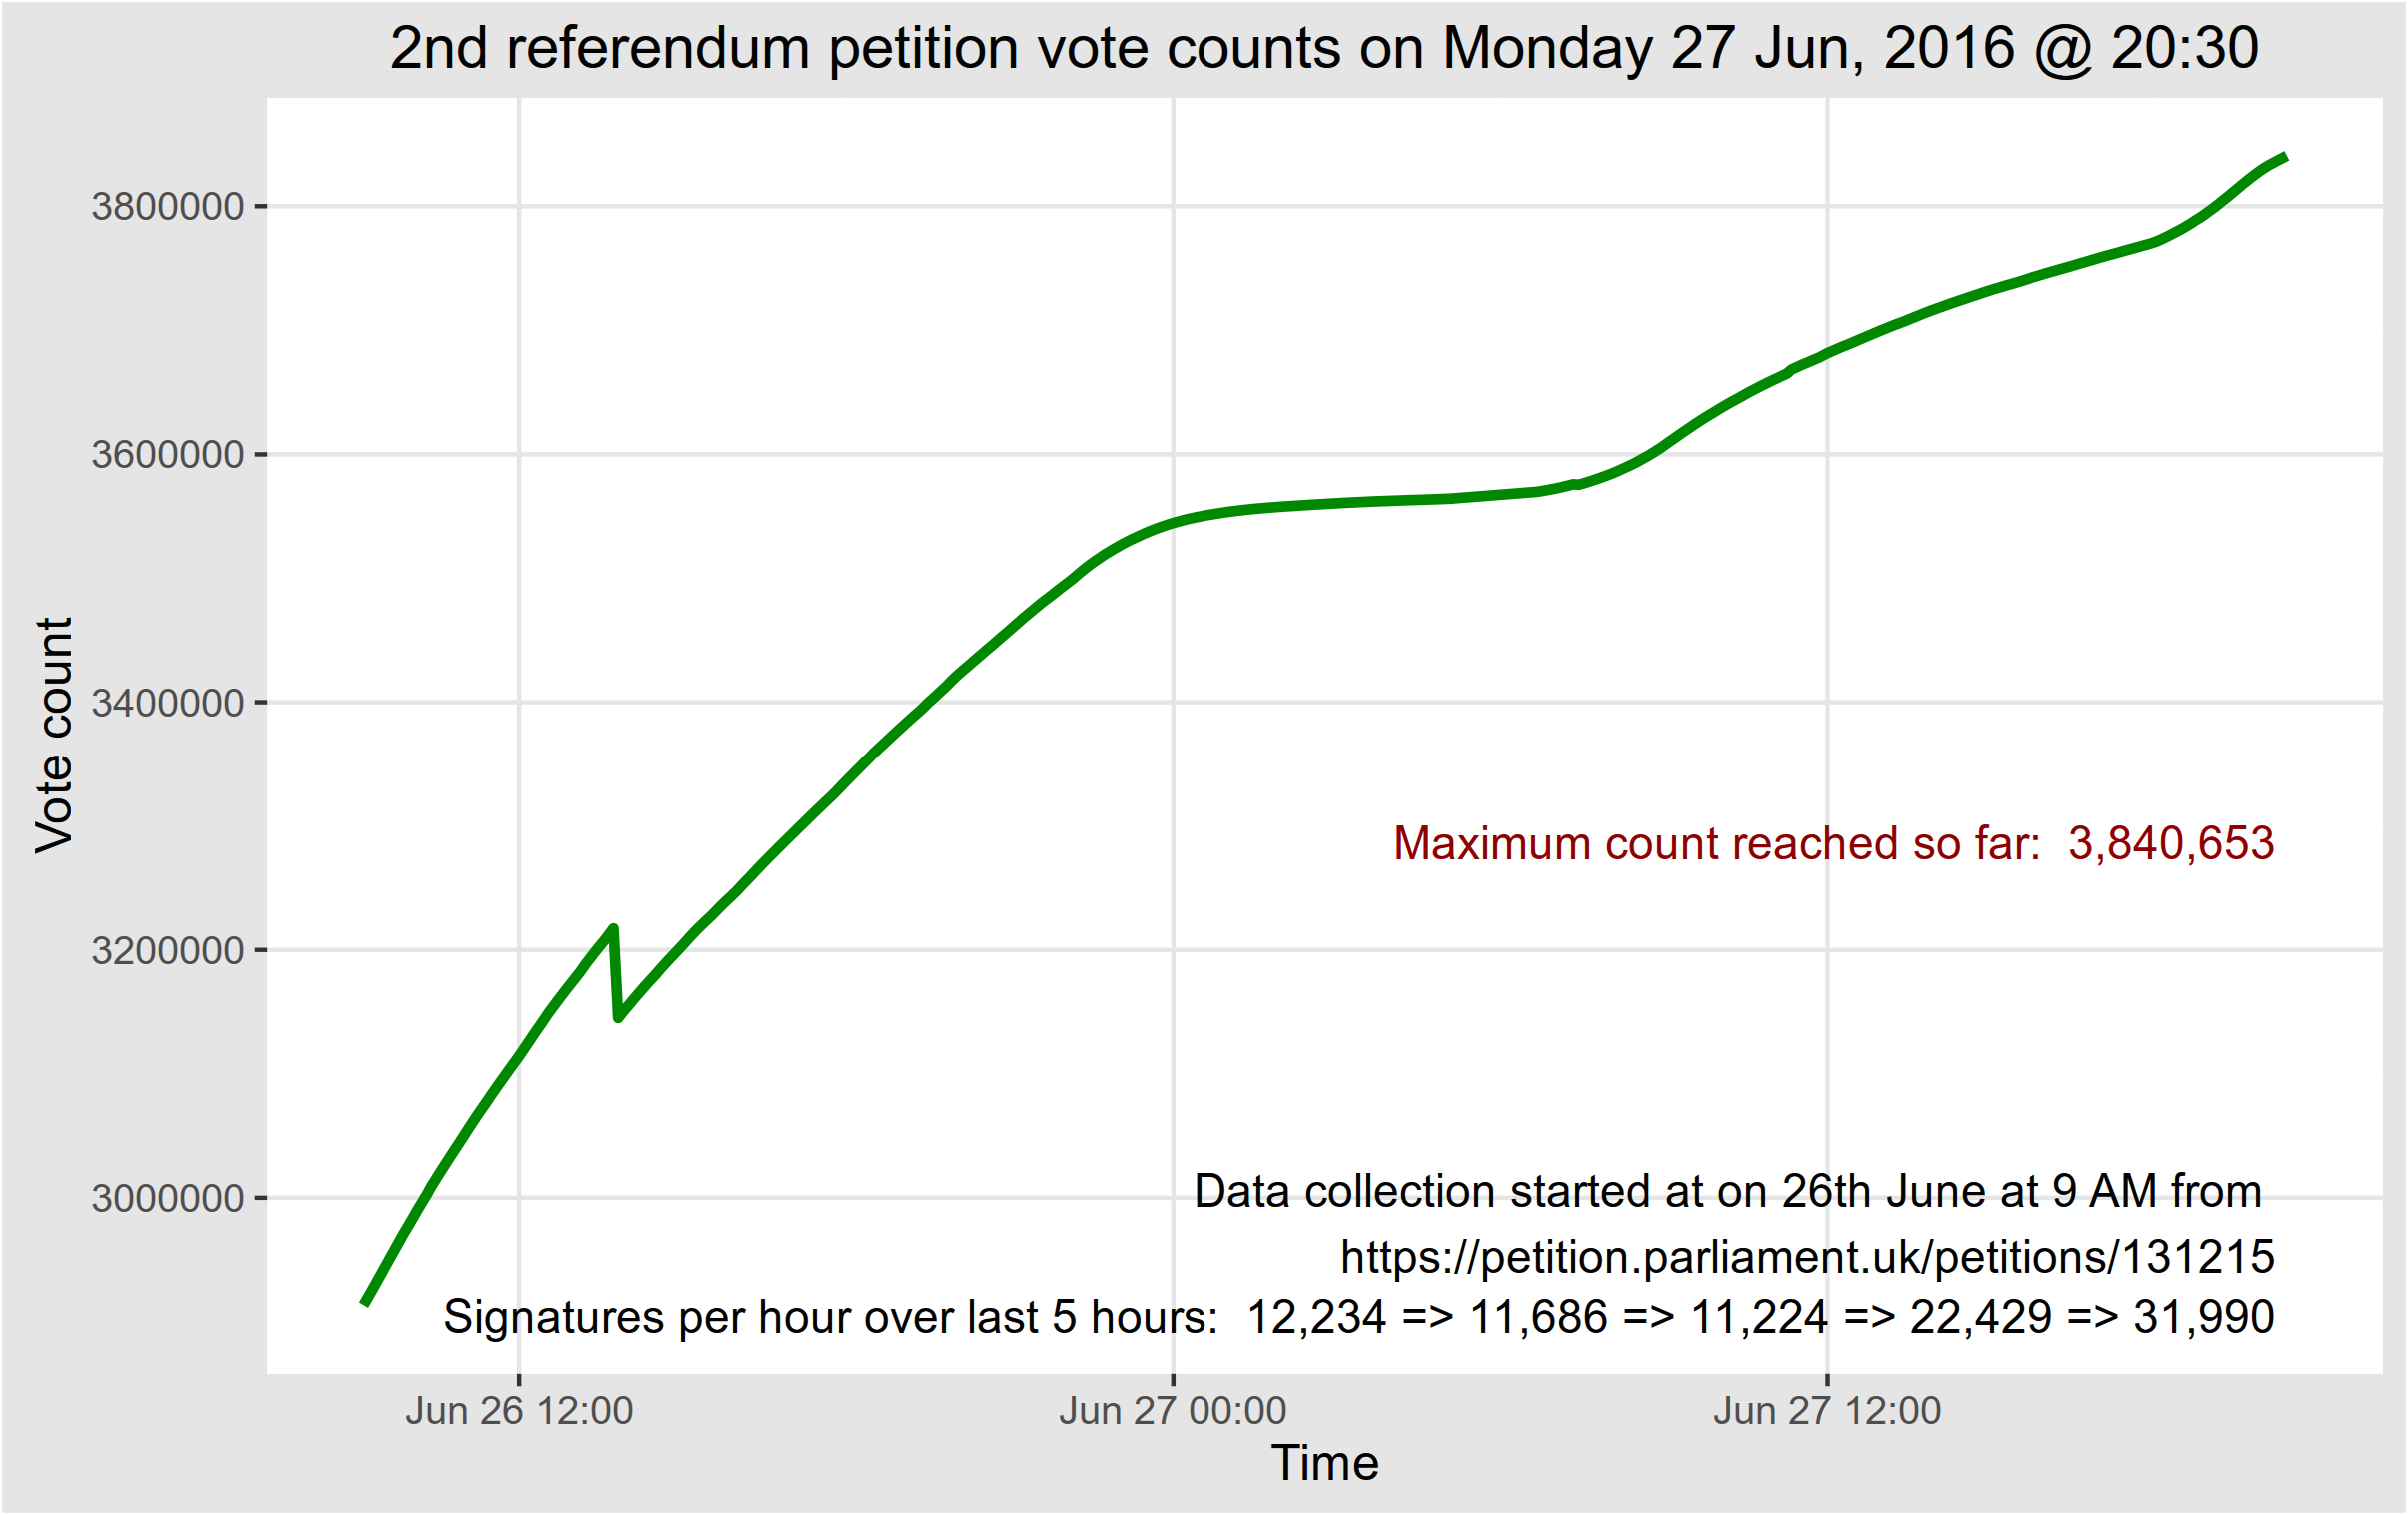 2nd referendum petition vote counts on Monday 27 Jun, 2016 @ 20:30
3800000
3600000
3400000
3200000
3000000
Vote count
Maximum count reached so far:  3,840,653
Data collection started at on 26th June at 9 AM from
https://petition.parliament.uk/petitions/131215
Signatures per hour over last 5 hours:  12,234 => 11,686 => 11,224 => 22,429 => 31,990
Jun 26 12:00
Jun 27 00:00
Jun 27 12:00
Time